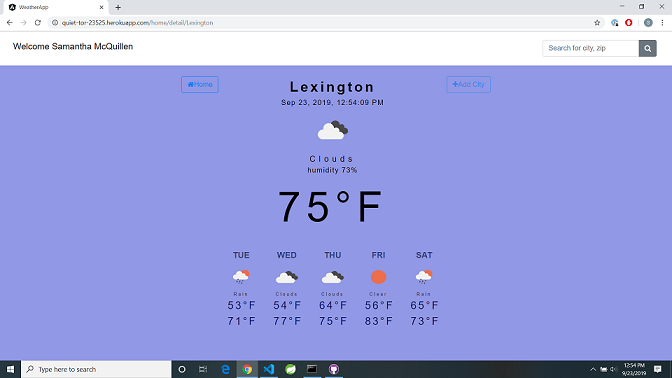 WeatherApp
quiet-tor-23525.herokuapp.com/home/detail/Lexington
Welcome Samantha McQuillen
Search for city, zip
Home
Lexington
Add City
Sep 23, 2019, 12:54:09 PM
Clouds
humidity 73%
75°F
TUE WED THU FRI SAT
Rain Clouds Clouds Clear Rain
53°F 54°F 64°F 56°F 65°F
71°F 77°F 75°F 83°F 73°F
Type here to search
12:54 PM
9/23/2019